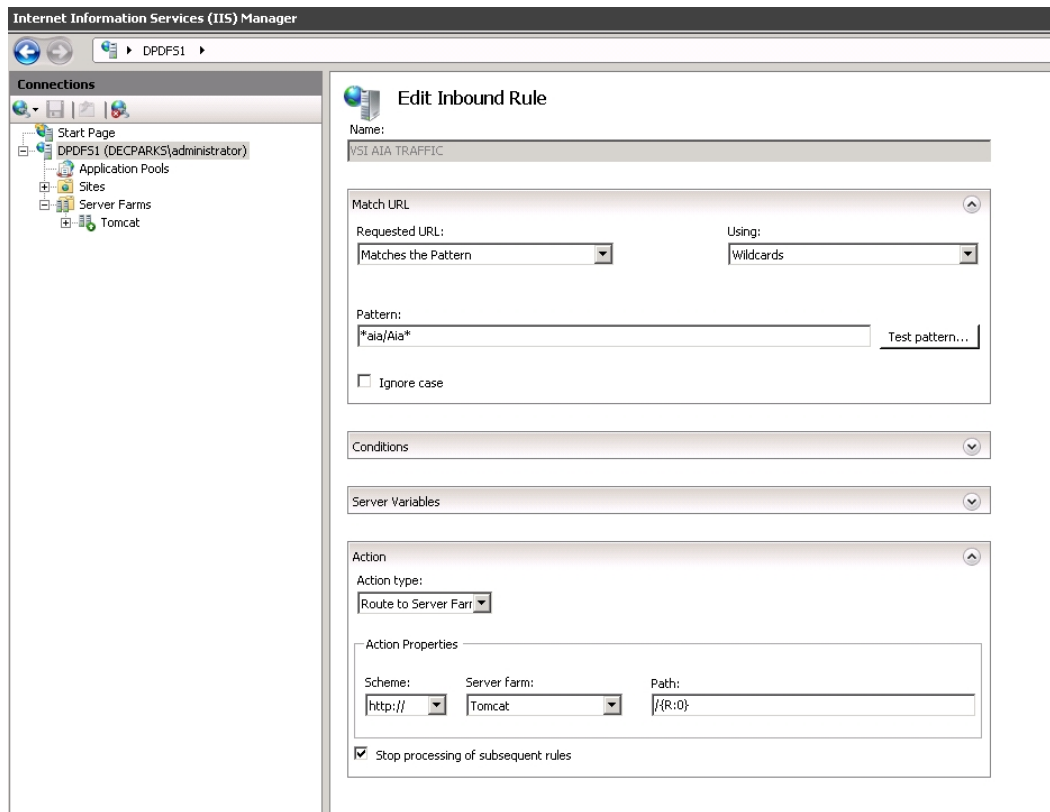 Internet Information Services (IIS) Manager
DPDFS1
Connections
Start Page
DPDFS1 (DECPARKS\administrator)
Application Pools
Sites
Server Farms
Tomcat
Edit Inbound Rule
Name:
VSI AIA TRAFFIC
Match URL
Requested URL: Using:
Matches the Pattern Wildcards
Pattern:
*aia/Aia* Test pattern...
Ignore case
Conditions
Server Variables
Action
Action type:
Route to Server Farr
Action Properties
Scheme: Server farm: Path:
http:// Tomcat /{R:0}
Stop processing of subsequent rules